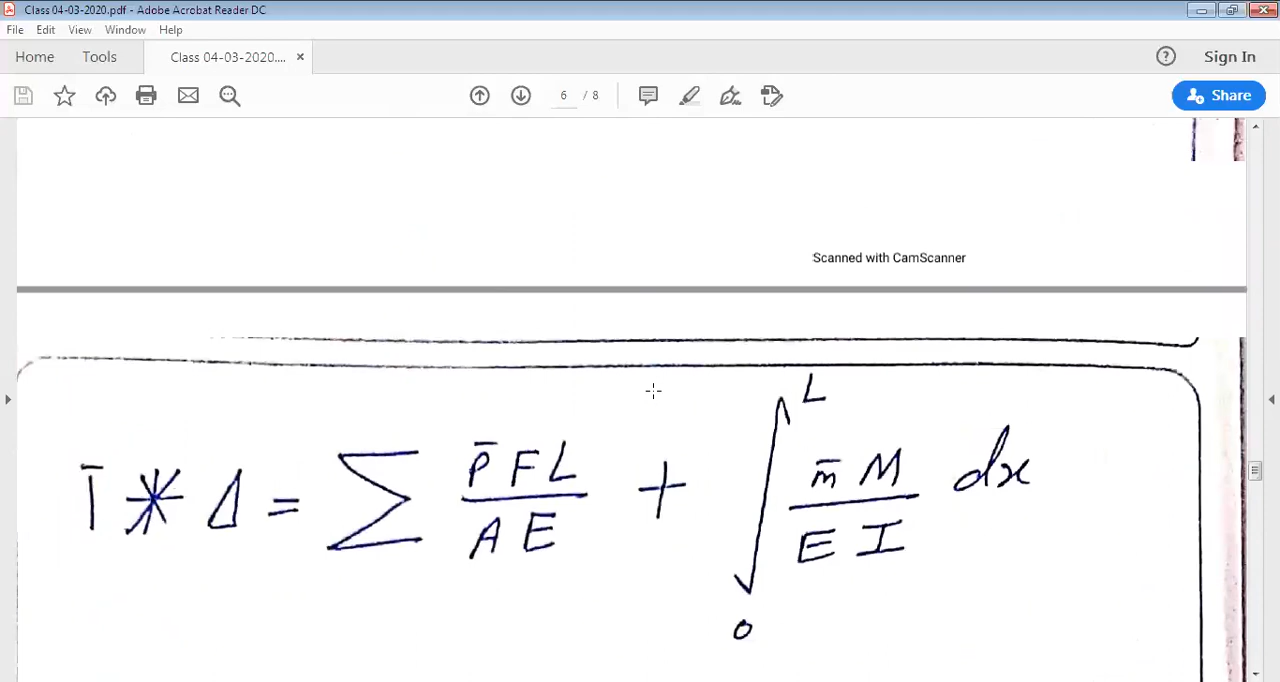 Class 04-03-2020.pdf - Adobe Acrobat Reader DC
File Edit View Window Help
Home Tools Class 04-03-2020.... × ? Sign In
6 / 8 Share
Scanned with CamScanner
1̄ * Δ = ∑ p̄FL/AE + ∫₀ᴸ m̄M/EI dx